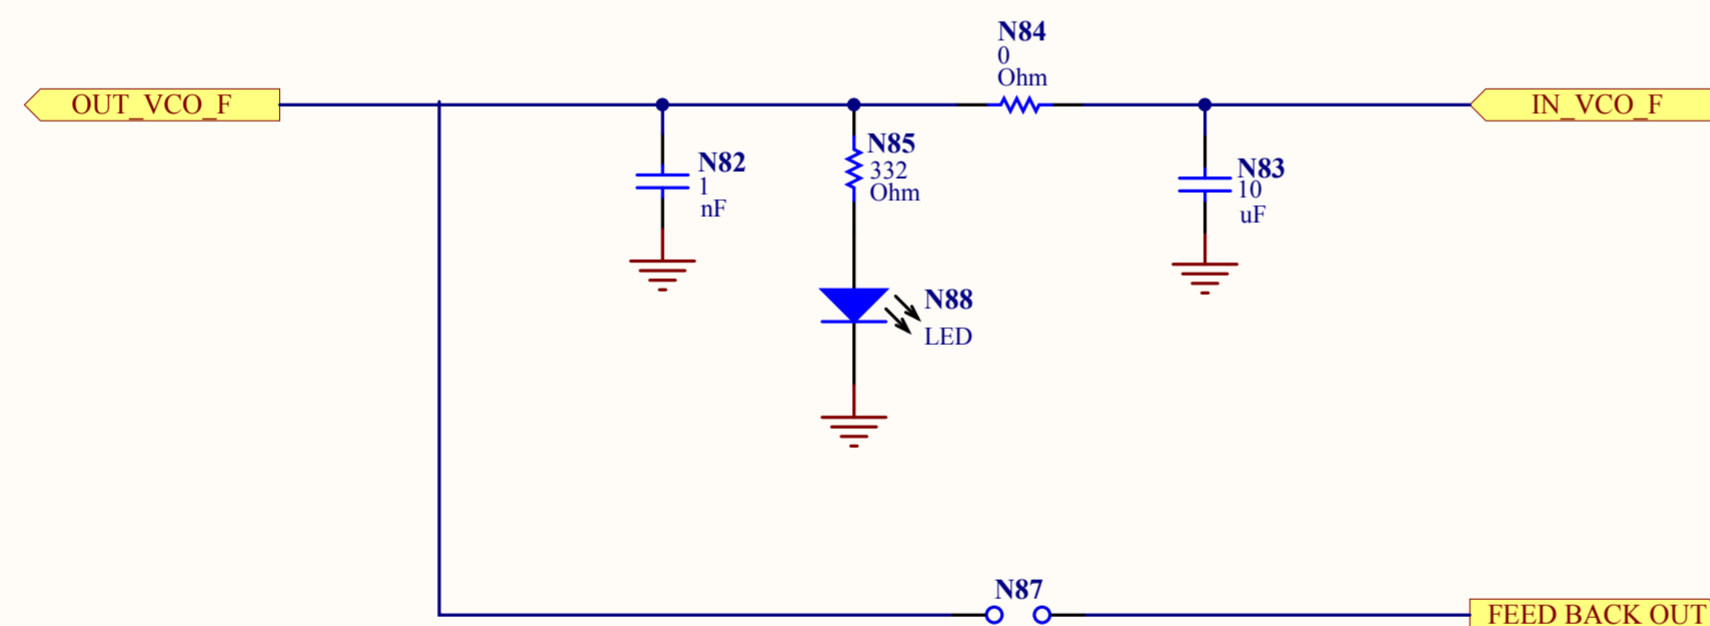 N84
0
Ohm
OUT_VCO_F
IN_VCO_F
N85
332
Ohm
N82
1
nF
N83
10
uF
N88
LED
N87
FEED BACK OUT